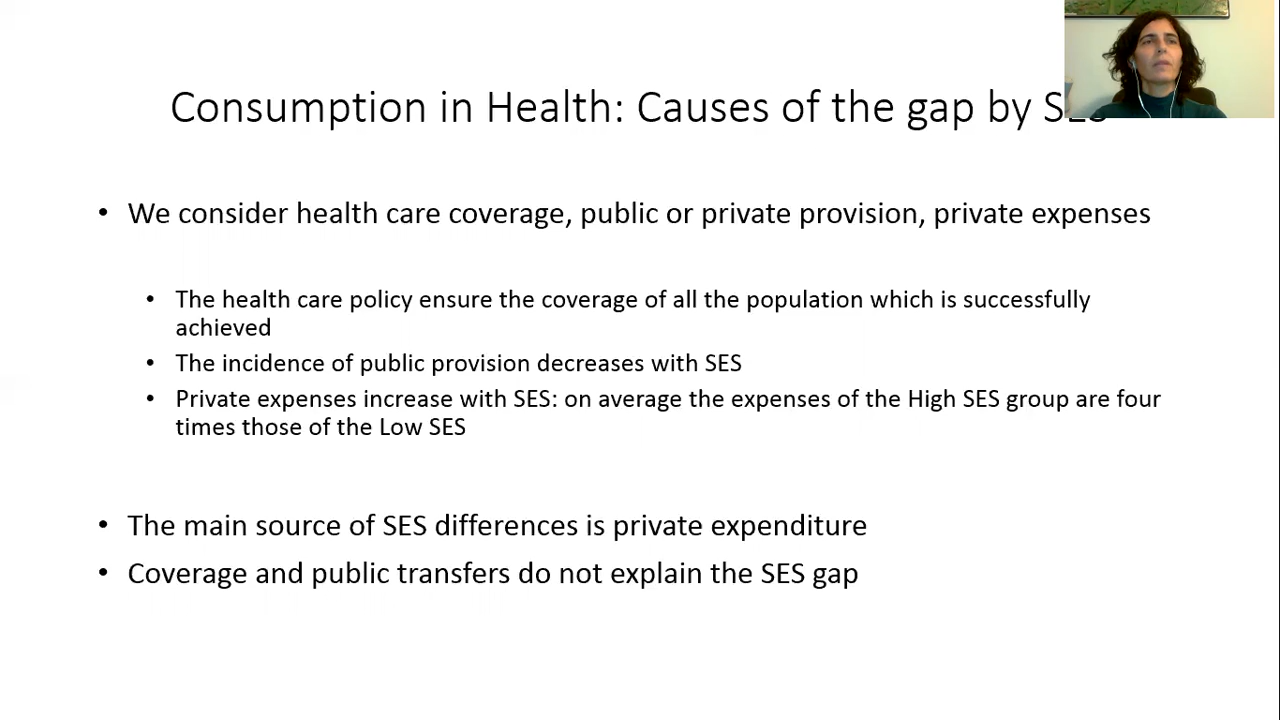 Consumption in Health: Causes of the gap by SES
• We consider health care coverage, public or private provision, private expenses
• The health care policy ensure the coverage of all the population which is successfully
achieved
• The incidence of public provision decreases with SES
• Private expenses increase with SES: on average the expenses of the High SES group are four
times those of the Low SES
• The main source of SES differences is private expenditure
• Coverage and public transfers do not explain the SES gap